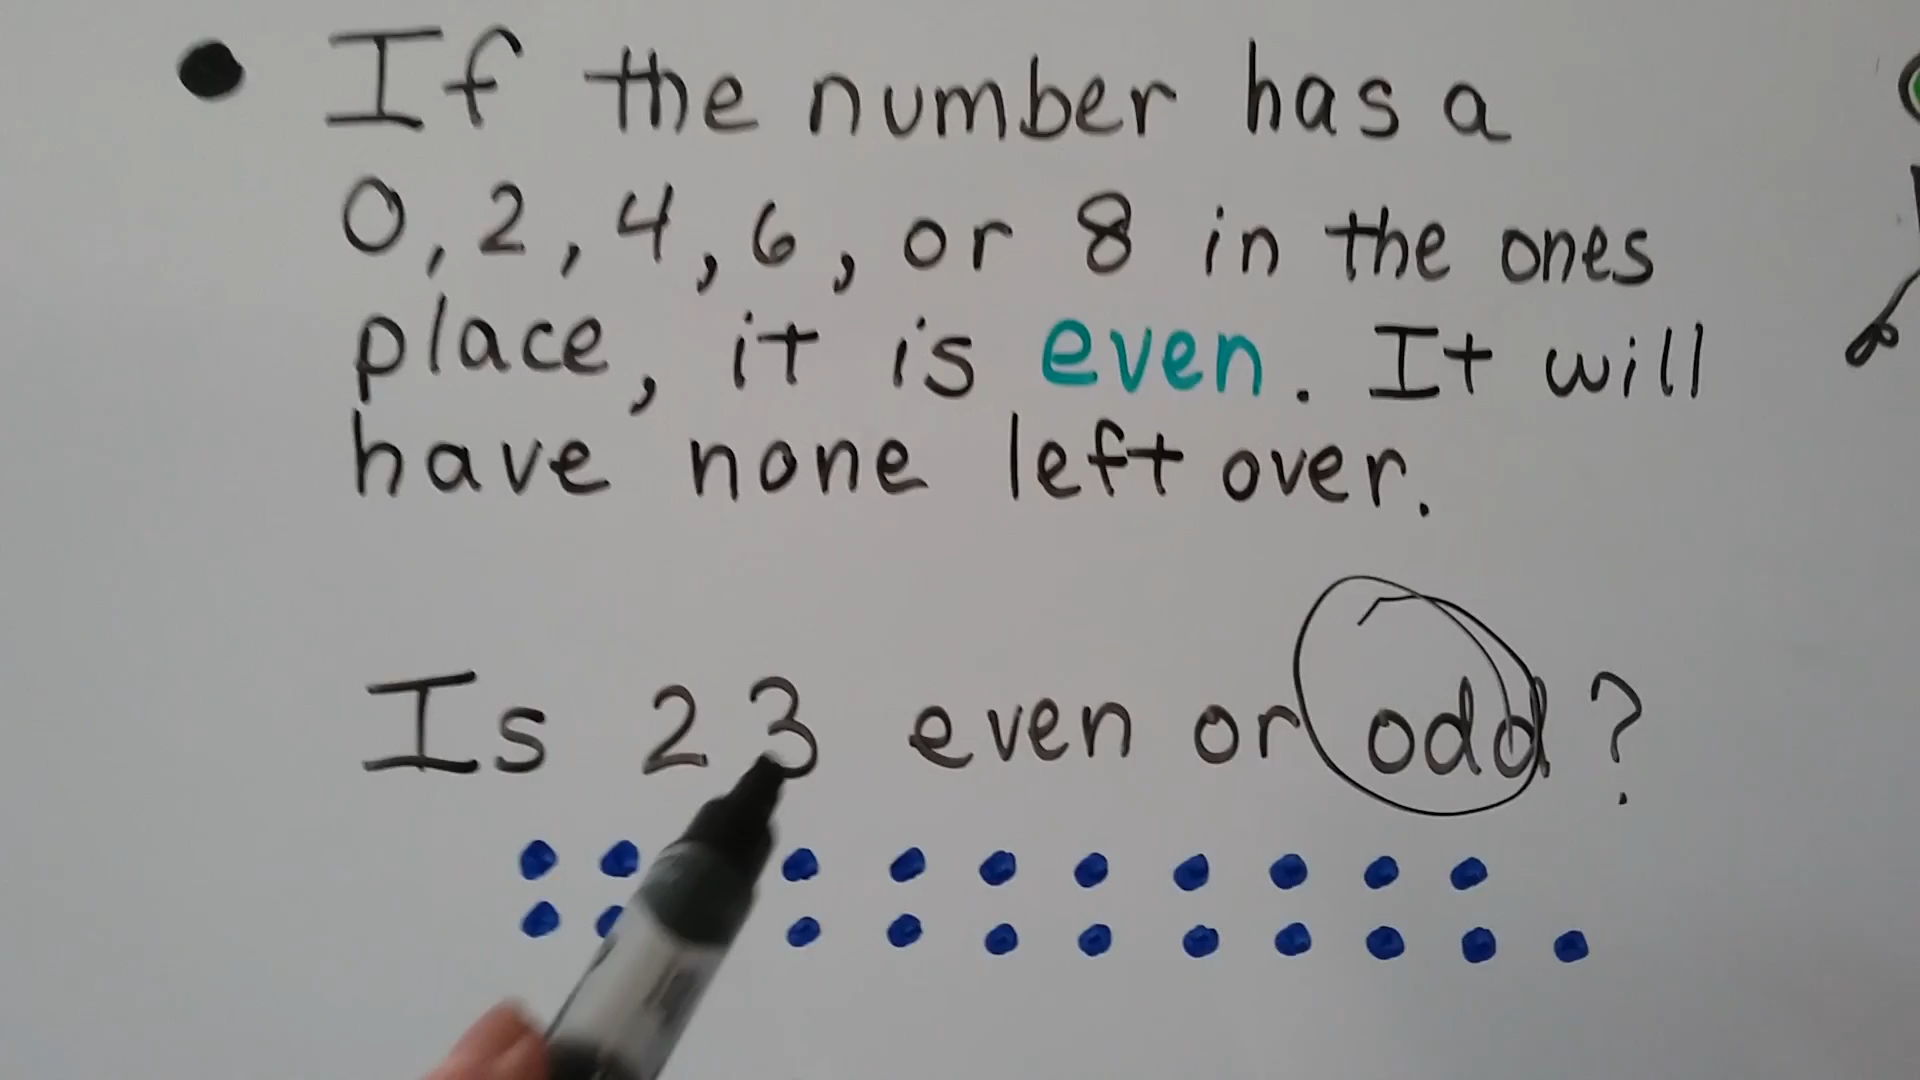 • If the number has a
0, 2, 4, 6, or 8 in the ones
place, it is even. It will
have none left over.
Is 23 even or odd?